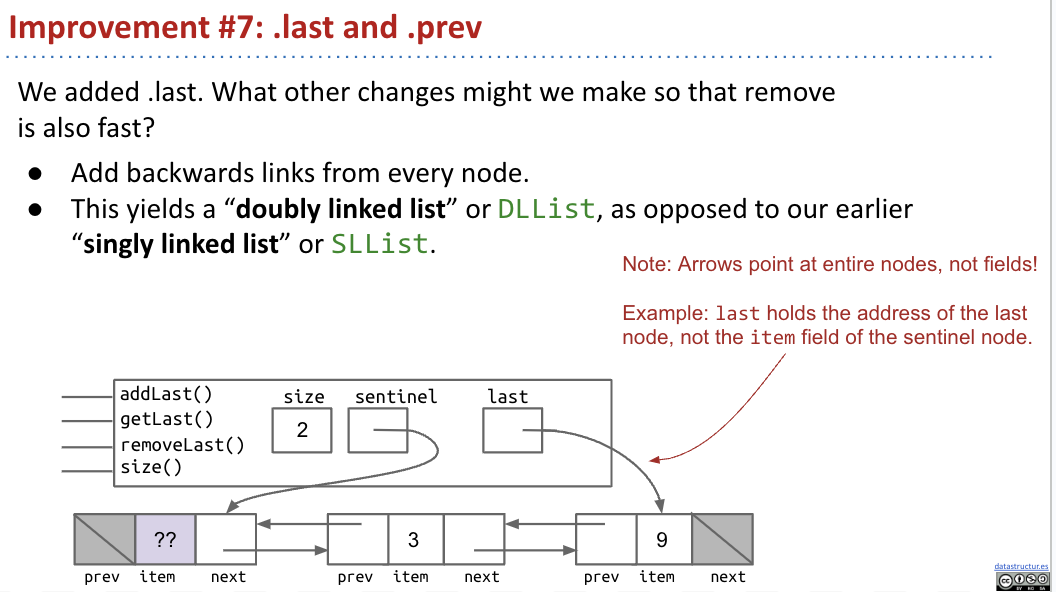 Improvement #7: .last and .prev
We added .last. What other changes might we make so that remove
is also fast?
● Add backwards links from every node.
● This yields a “doubly linked list” or DLList, as opposed to our earlier
“singly linked list” or SLList.
Note: Arrows point at entire nodes, not fields!
Example: last holds the address of the last
node, not the item field of the sentinel node.
addLast()
getLast()
removeLast()
size()
size sentinel last
2
?? 3 9
prev item next prev item next prev item next
datastructur.es
CC BY NC SA